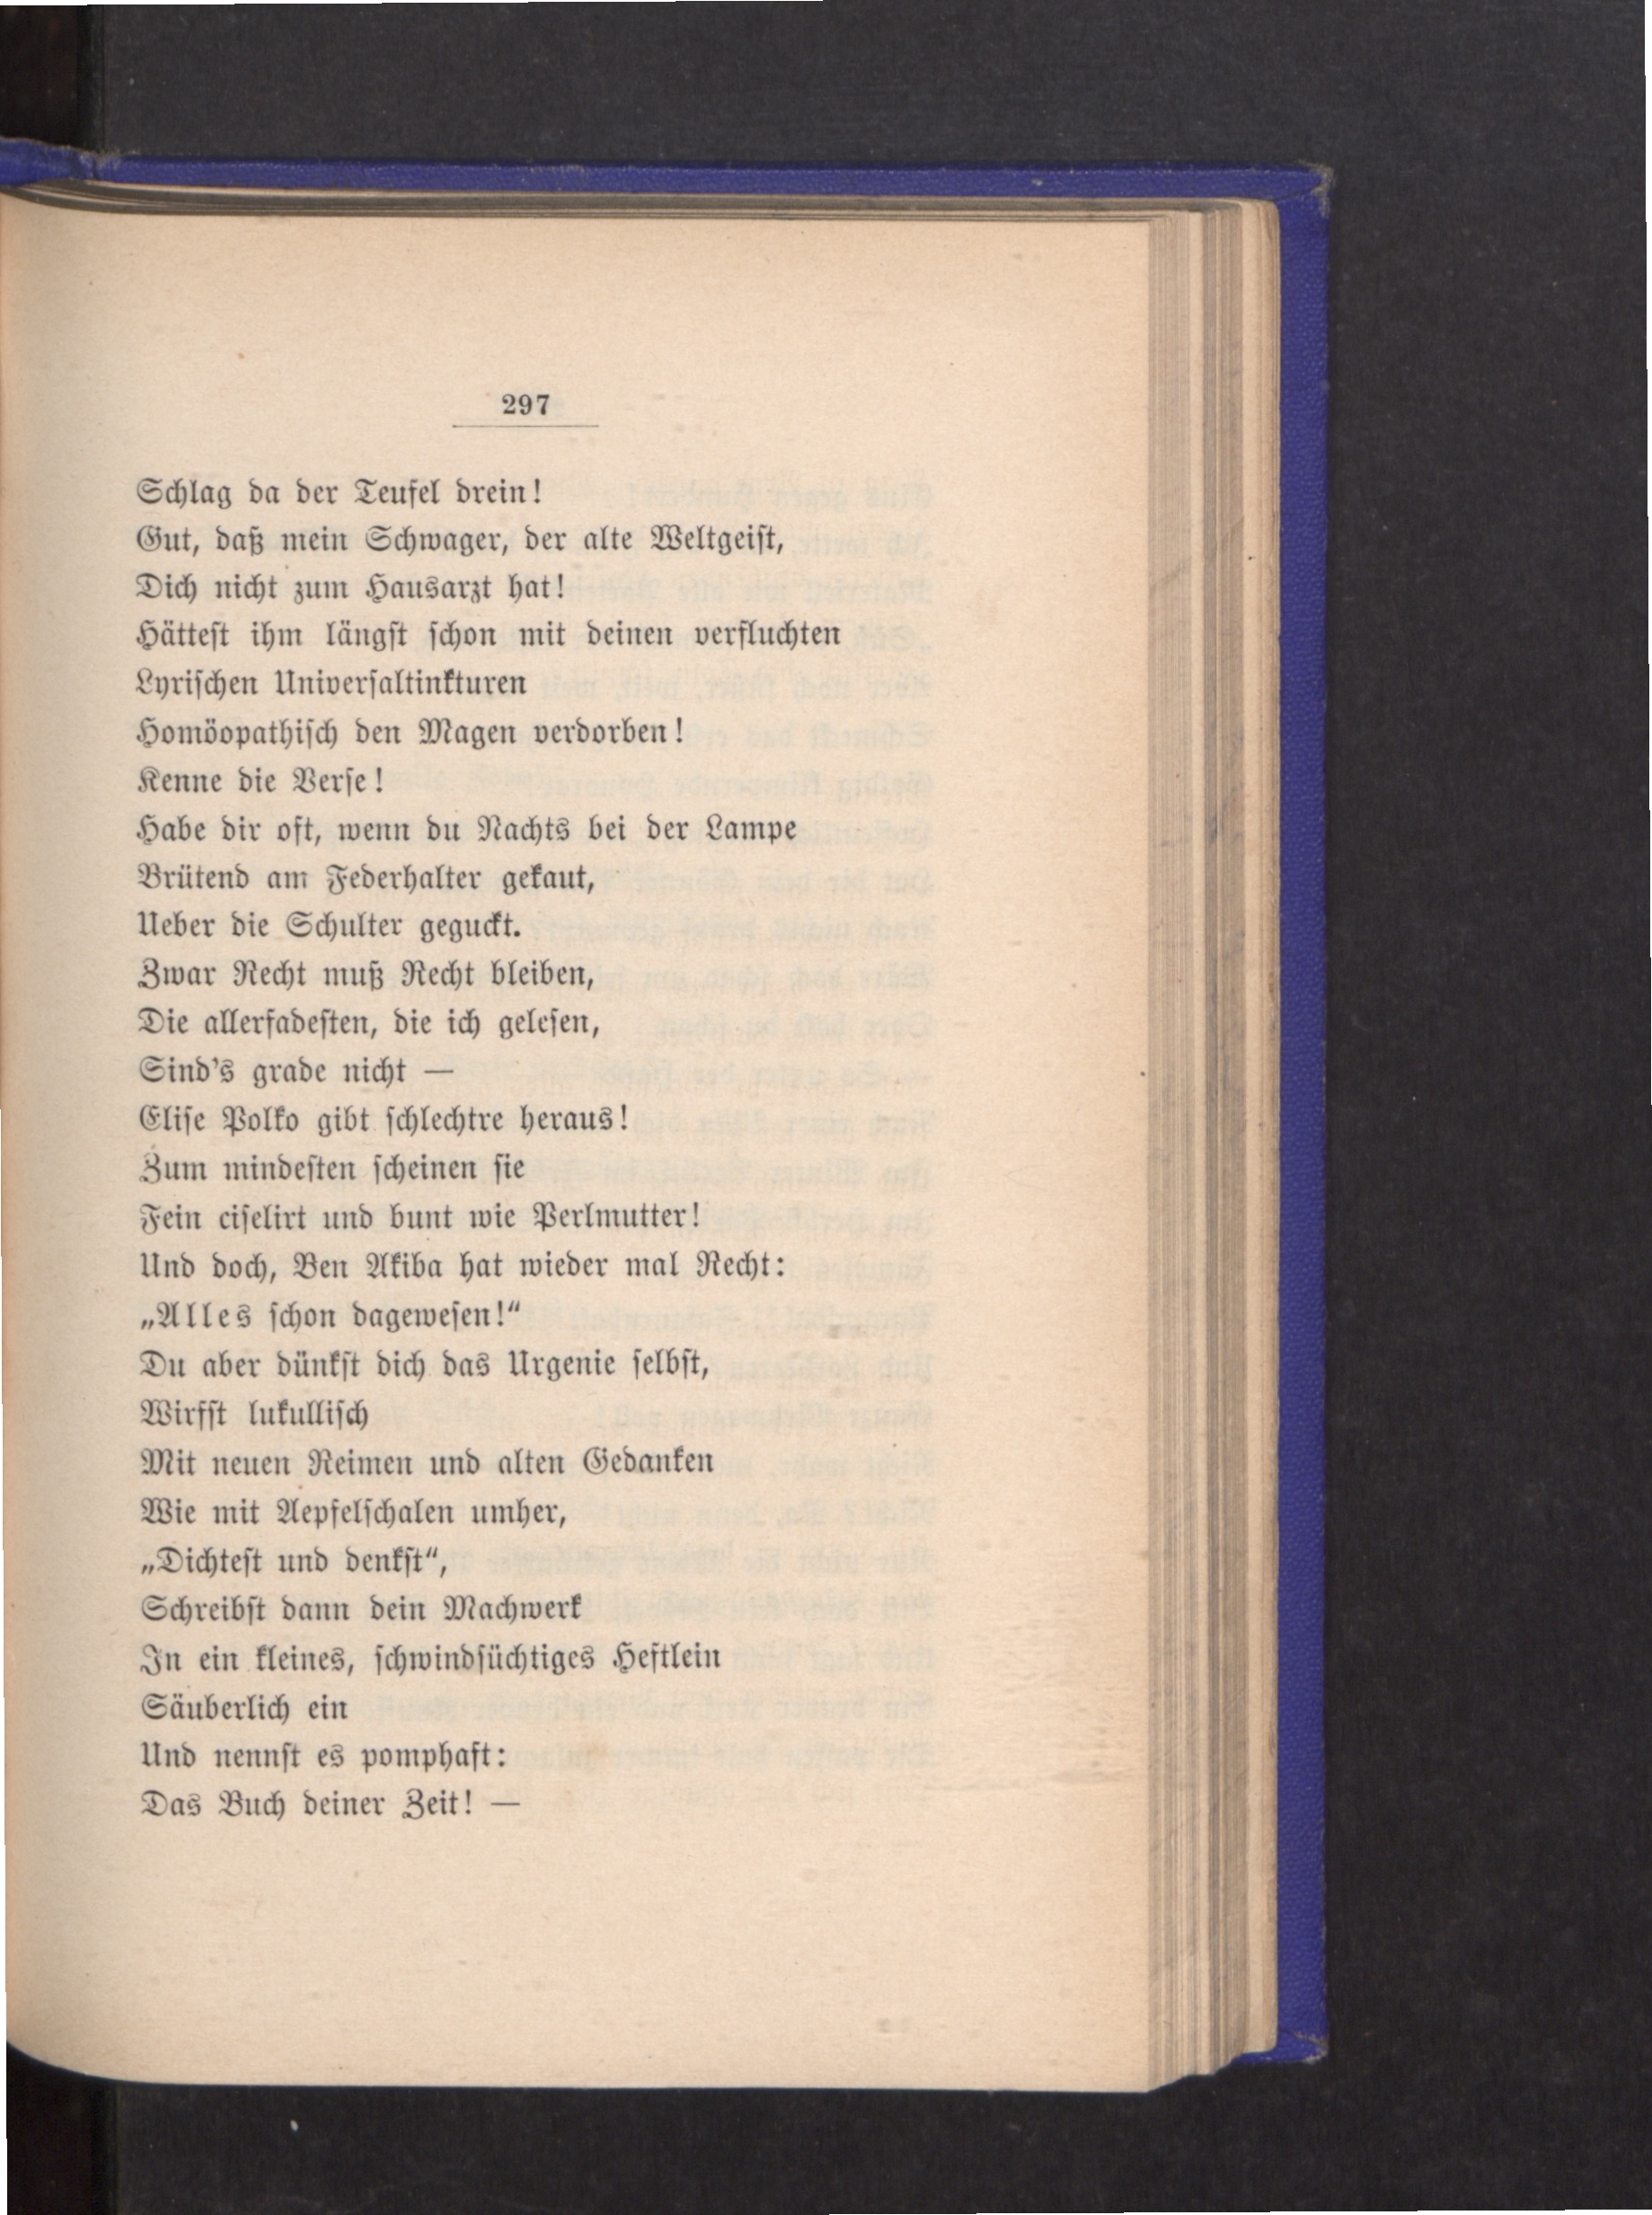 297
Schlag da der Teufel drein!
Gut, daß mein Schwager, der alte Weltgeist,
Dich nicht zum Hausarzt hat!
Hättest ihm längst schon mit deinen verfluchten
Lyrischen Universaltinkturen
Homöopathisch den Magen verdorben!
Kenne die Verse!
Habe dir oft, wenn du Nachts bei der Lampe
Brütend am Federhalter gekaut,
Ueber die Schulter geguckt.
Zwar Recht muß Recht bleiben,
Die allerfadesten, die ich gelesen,
Sind's grade nicht —
Elise Polko gibt schlechtre heraus!
Zum mindesten scheinen sie
Fein ciselirt und bunt wie Perlmutter!
Und doch, Ben Akiba hat wieder mal Recht:
„Alles schon dagewesen!“
Du aber dünkst dich das Urgenie selbst,
Wirfst lukullisch
Mit neuen Reimen und alten Gedanken
Wie mit Aepfelschalen umher,
„Dichtest und denkst“,
Schreibst dann dein Machwerk
In ein kleines, schwindsüchtiges Heftlein
Säuberlich ein
Und nennst es pomphaft:
Das Buch deiner Zeit! —